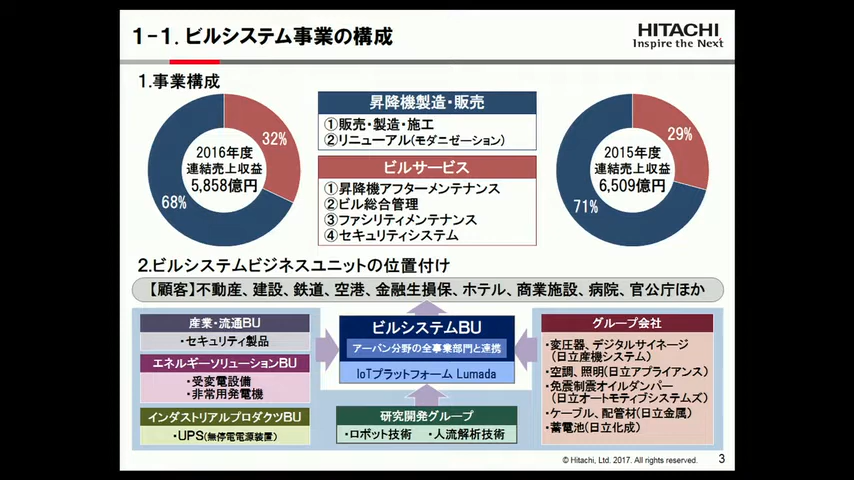 1-1. ビルシステム事業の構成
HITACHI
Inspire the Next
1.事業構成
32%
2016年度
連結売上収益
5,858億円
68%
昇降機製造・販売
①販売・製造・施工
②リニューアル(モダニゼーション)
ビルサービス
①昇降機アフターメンテナンス
②ビル総合管理
③ファシリティメンテナンス
④セキュリティシステム
29%
2015年度
連結売上収益
6,509億円
71%
2.ビルシステムビジネスユニットの位置付け
【顧客】不動産、建設、鉄道、空港、金融生損保、ホテル、商業施設、病院、官公庁ほか
産業・流通BU
・セキュリティ製品
エネルギーソリューションBU
・受変電設備
・非常用発電機
インダストリアルプロダクツBU
・UPS(無停電電源装置)
ビルシステムBU
アーバン分野の全事業部門と連携
IoTプラットフォーム Lumada
研究開発グループ
・ロボット技術 ・人流解析技術
グループ会社
・変圧器、デジタルサイネージ
(日立産機システム)
・空調、照明(日立アプライアンス)
・免震制震オイルダンパー
(日立オートモティブシステムズ)
・ケーブル、配管材(日立金属)
・蓄電池(日立化成)
© Hitachi, Ltd. 2017. All rights reserved.
3